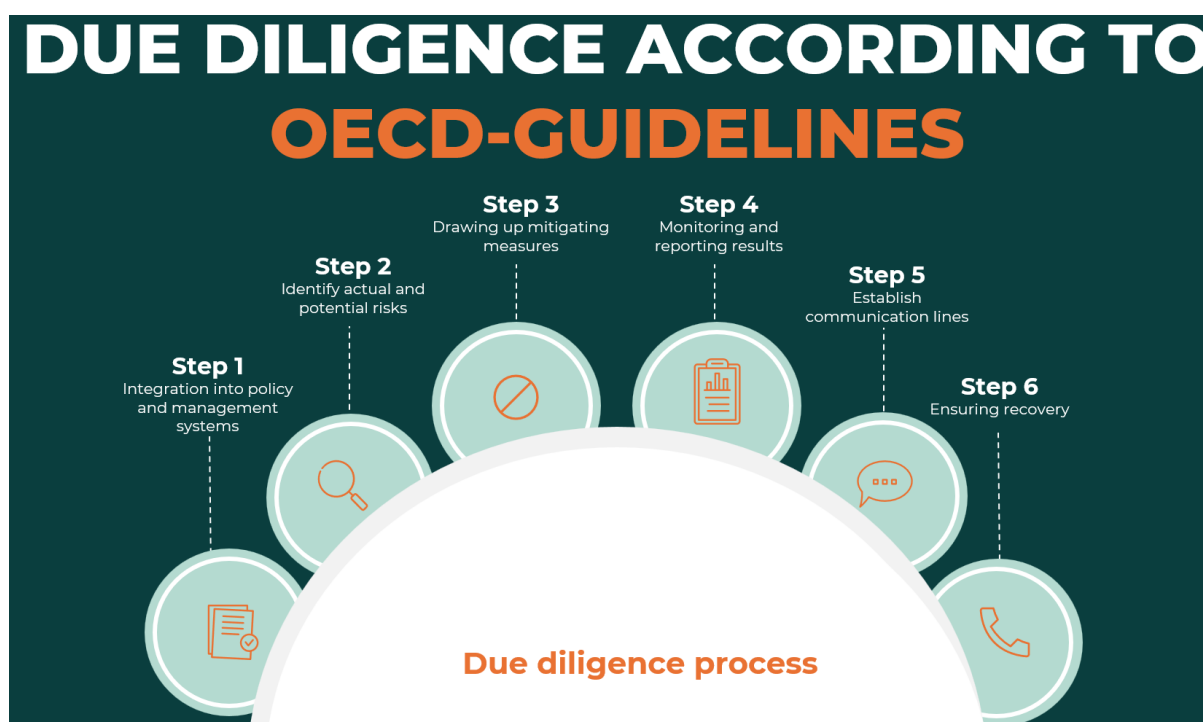 DUE DILIGENCE ACCORDING TO
OECD-GUIDELINES
Step 1
Integration into policy
and management
systems
Step 2
Identify actual and
potential risks
Step 3
Drawing up mitigating
measures
Step 4
Monitoring and
reporting results
Step 5
Establish
communication lines
Step 6
Ensuring recovery
Due diligence process